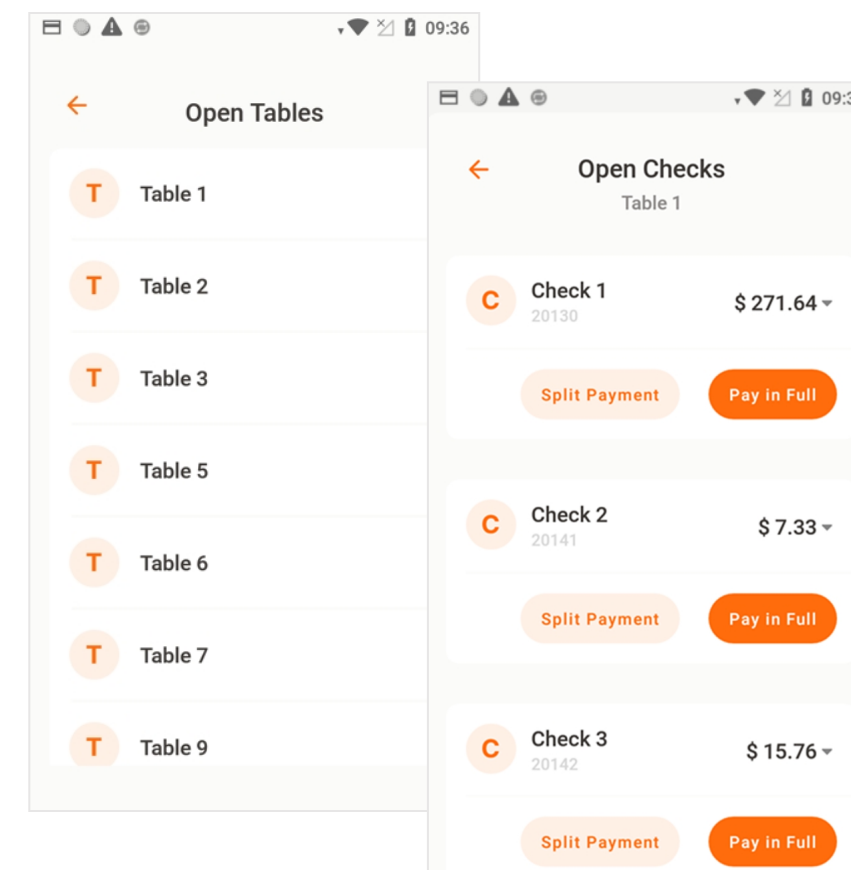 09:36
Open Tables
T Table 1
T Table 2
T Table 3
T Table 5
T Table 6
T Table 7
T Table 9
09:3
Open Checks
Table 1
C Check 1 $ 271.64
20130
Split Payment Pay in Full
C Check 2 $ 7.33
20141
Split Payment Pay in Full
C Check 3 $ 15.76
20142
Split Payment Pay in Full